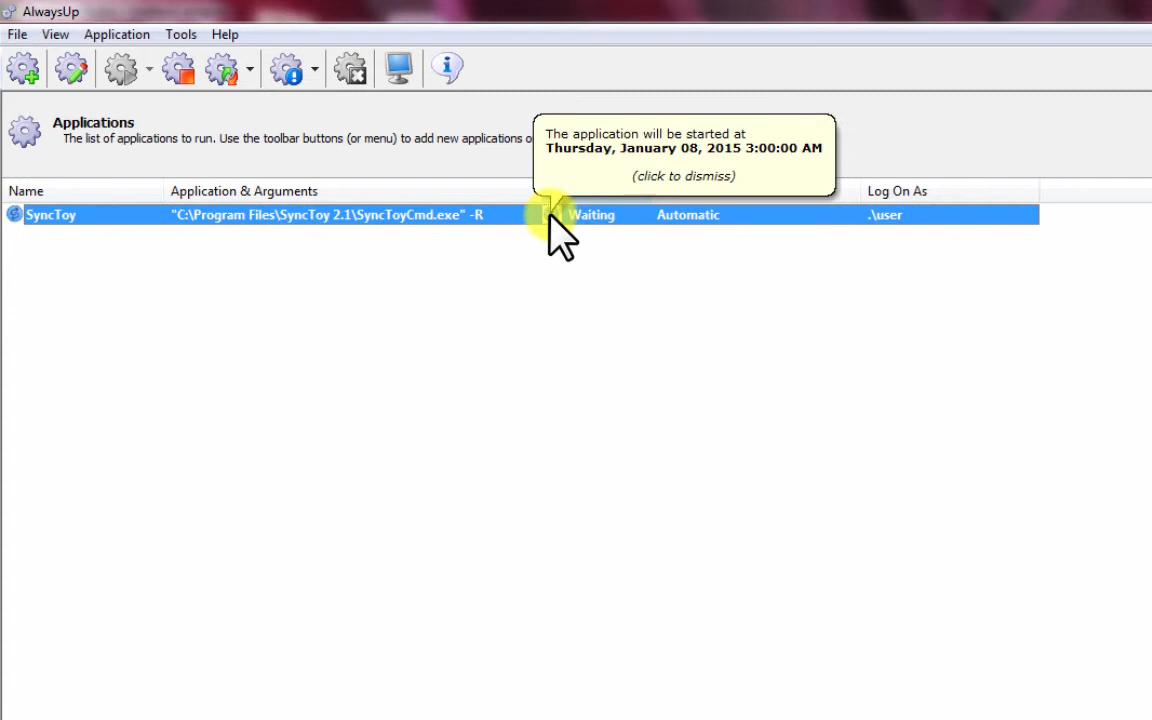 AlwaysUp
File View Application Tools Help
Applications
The list of applications to run. Use the toolbar buttons (or menu) to add new applications o
The application will be started at
Thursday, January 08, 2015 3:00:00 AM
(click to dismiss)
Name Application & Arguments Log On As
SyncToy "C:\Program Files\SyncToy 2.1\SyncToyCmd.exe" -R Waiting Automatic .\user